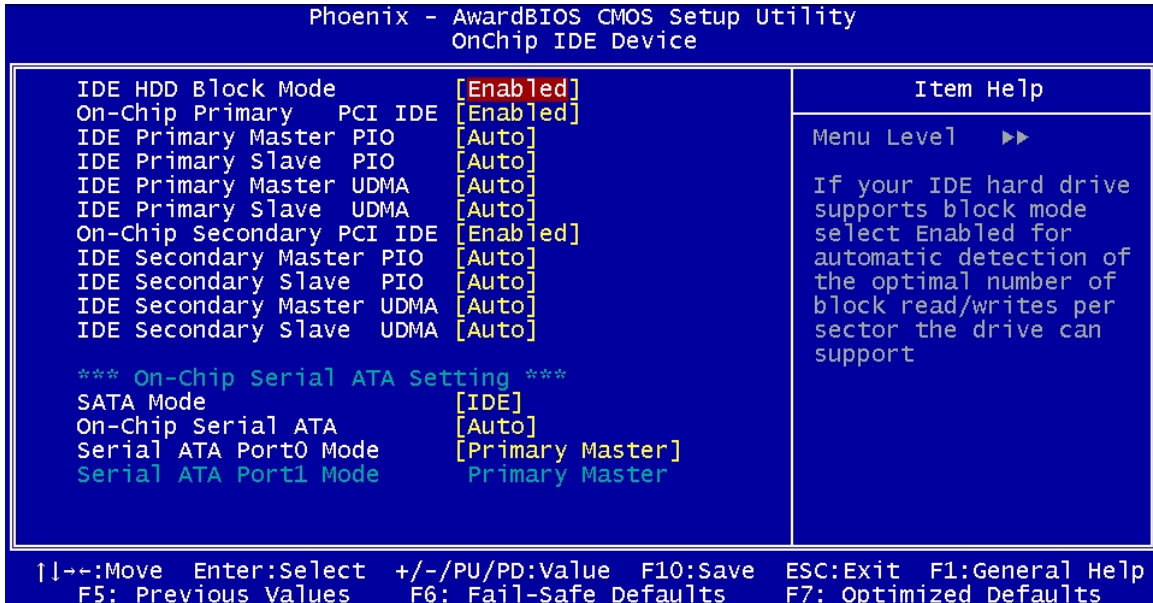 Phoenix - AwardBIOS CMOS Setup Utility
OnChip IDE Device
IDE HDD Block Mode [Enabled]
On-Chip Primary PCI IDE [Enabled]
IDE Primary Master PIO [Auto]
IDE Primary Slave PIO [Auto]
IDE Primary Master UDMA [Auto]
IDE Primary Slave UDMA [Auto]
On-Chip Secondary PCI IDE [Enabled]
IDE Secondary Master PIO [Auto]
IDE Secondary Slave PIO [Auto]
IDE Secondary Master UDMA [Auto]
IDE Secondary Slave UDMA [Auto]
*** On-Chip Serial ATA Setting ***
SATA Mode [IDE]
On-Chip Serial ATA [Auto]
Serial ATA Port0 Mode [Primary Master]
Serial ATA Port1 Mode Primary Master
Item Help
Menu Level ▶▶
If your IDE hard drive
supports block mode
select Enabled for
automatic detection of
the optimal number of
block read/writes per
sector the drive can
support
↑↓→←:Move Enter:Select +/-/PU/PD:Value F10:Save ESC:Exit F1:General Help
F5: Previous Values F6: Fail-Safe Defaults F7: Optimized Defaults